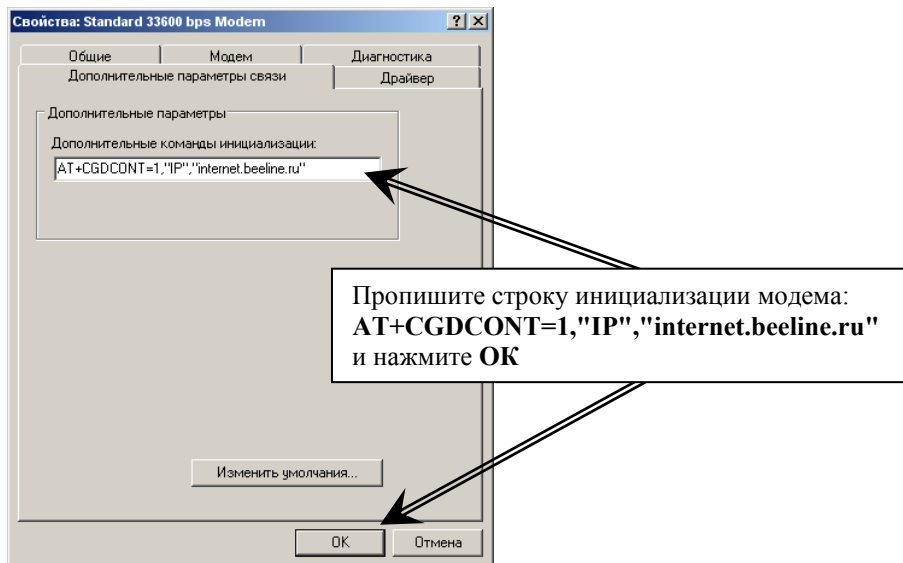 Свойства: Standard 33600 bps Modem
Общие Модем Диагностика
Дополнительные параметры связи Драйвер
Дополнительные параметры
Дополнительные команды инициализации:
AT+CGDCONT=1,"IP","internet.beeline.ru"
Пропишите строку инициализации модема:
AT+CGDCONT=1,"IP","internet.beeline.ru"
и нажмите ОК
Изменить умолчания...
OK Отмена